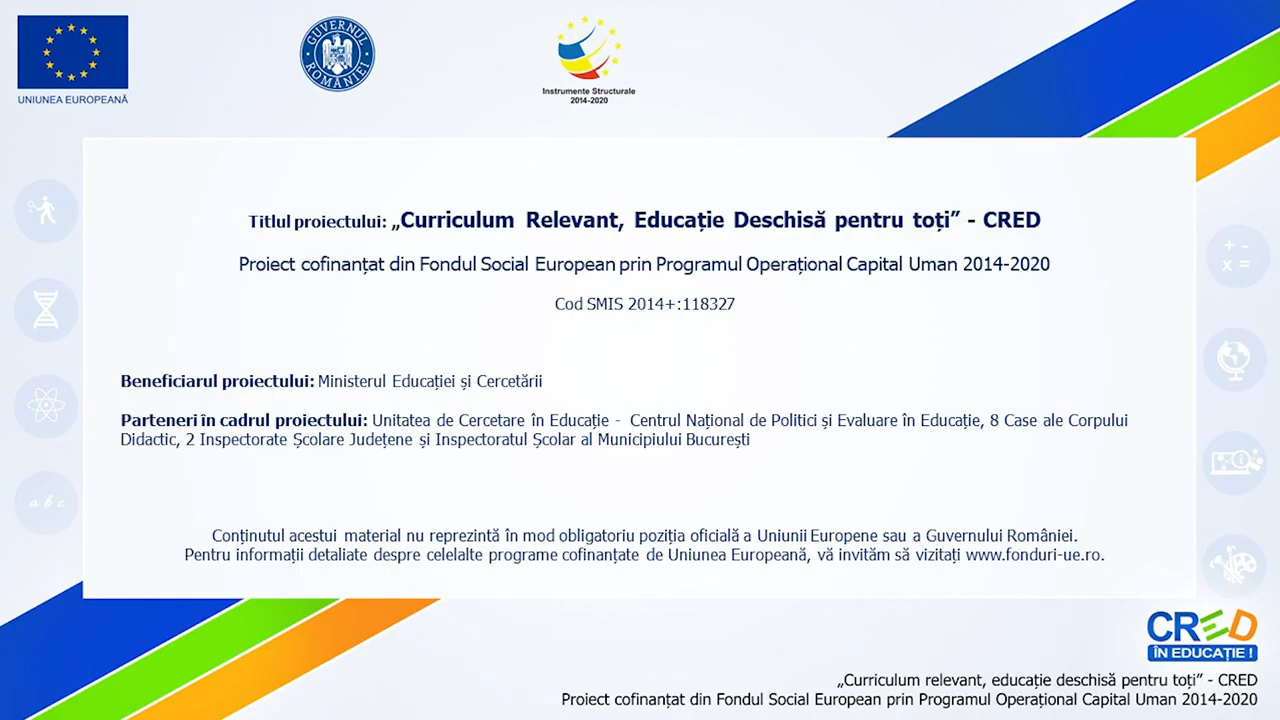 UNIUNEA EUROPEANĂ
GUVERNUL ROMÂNIEI
Instrumente Structurale
2014-2020
Titlul proiectului: „Curriculum Relevant, Educație Deschisă pentru toți” - CRED
Proiect cofinanțat din Fondul Social European prin Programul Operațional Capital Uman 2014-2020
Cod SMIS 2014+:118327
+ -
x =
Beneficiarul proiectului: Ministerul Educației și Cercetării
Parteneri în cadrul proiectului: Unitatea de Cercetare în Educație - Centrul Național de Politici și Evaluare în Educație, 8 Case ale Corpului
Didactic, 2 Inspectorate Școlare Județene și Inspectoratul Școlar al Municipiului București
a b c
Conținutul acestui material nu reprezintă în mod obligatoriu poziția oficială a Uniunii Europene sau a Guvernului României.
Pentru informații detaliate despre celelalte programe cofinanțate de Uniunea Europeană, vă invităm să vizitați www.fonduri-ue.ro.
CRED
ÎN EDUCAȚIE !
„Curriculum relevant, educație deschisă pentru toți” - CRED
Proiect cofinanțat din Fondul Social European prin Programul Operațional Capital Uman 2014-2020